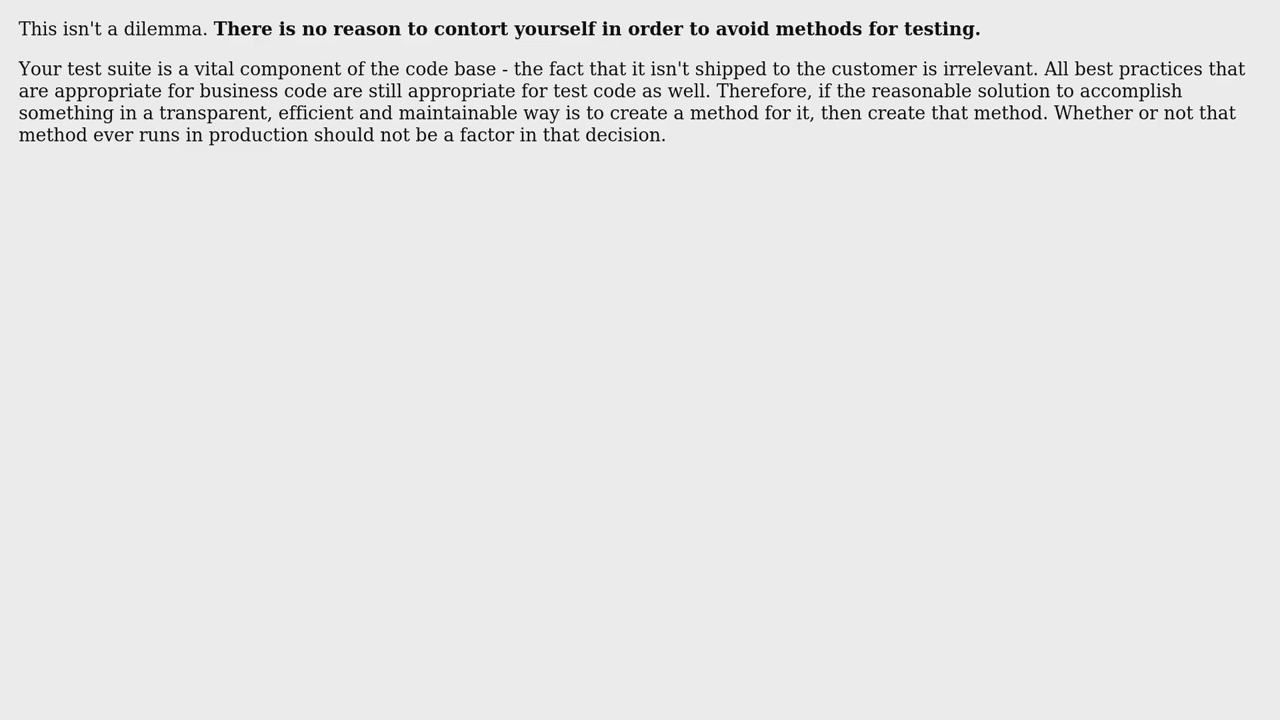 This isn't a dilemma. There is no reason to contort yourself in order to avoid methods for testing.
Your test suite is a vital component of the code base - the fact that it isn't shipped to the customer is irrelevant. All best practices that
are appropriate for business code are still appropriate for test code as well. Therefore, if the reasonable solution to accomplish
something in a transparent, efficient and maintainable way is to create a method for it, then create that method. Whether or not that
method ever runs in production should not be a factor in that decision.